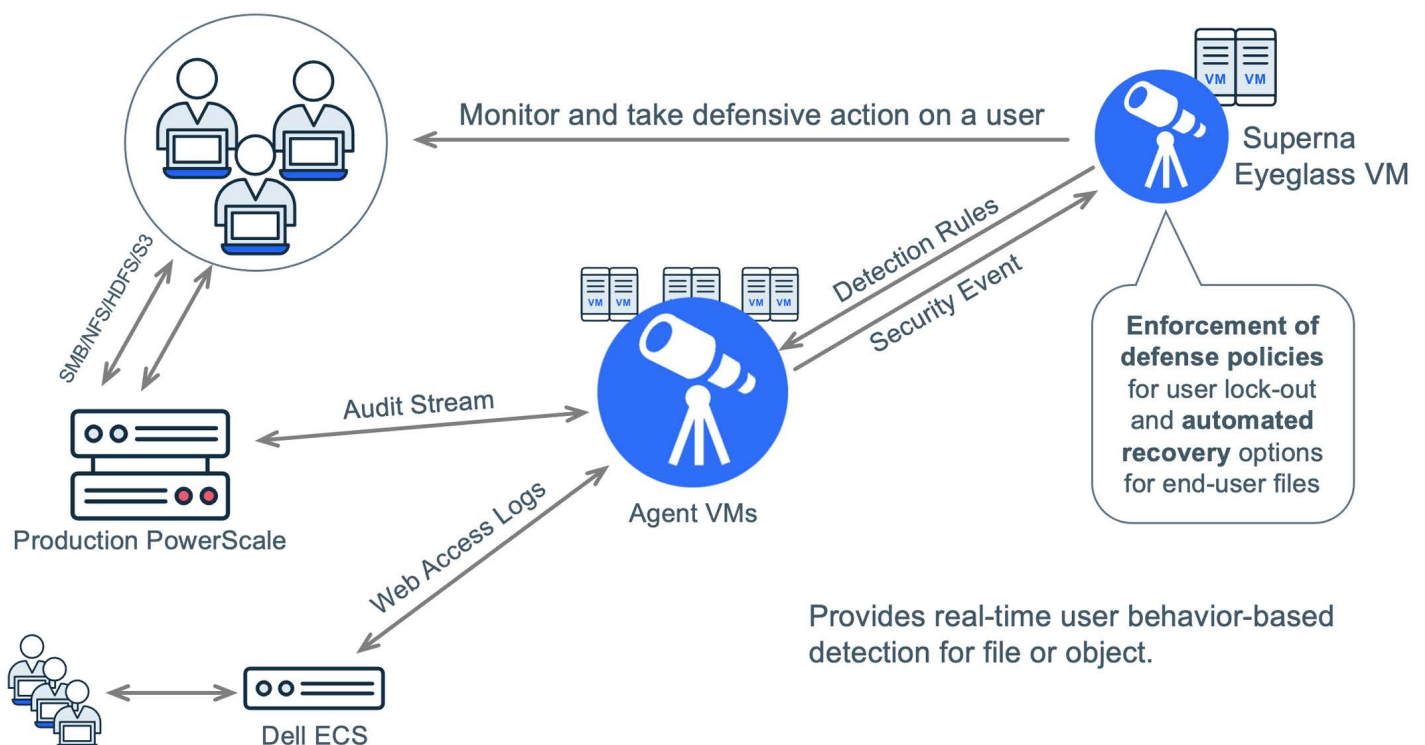 Monitor and take defensive action on a user
VM VM
Superna
Eyeglass VM
Detection Rules
Security Event
SMB/NFS/HDFS/S3
VM VM
VM VM
VM VM
Enforcement of
defense policies
for user lock-out
and automated
recovery options
for end-user files
Audit Stream
Agent VMs
Production PowerScale
Web Access Logs
Provides real-time user behavior-based
detection for file or object.
Dell ECS